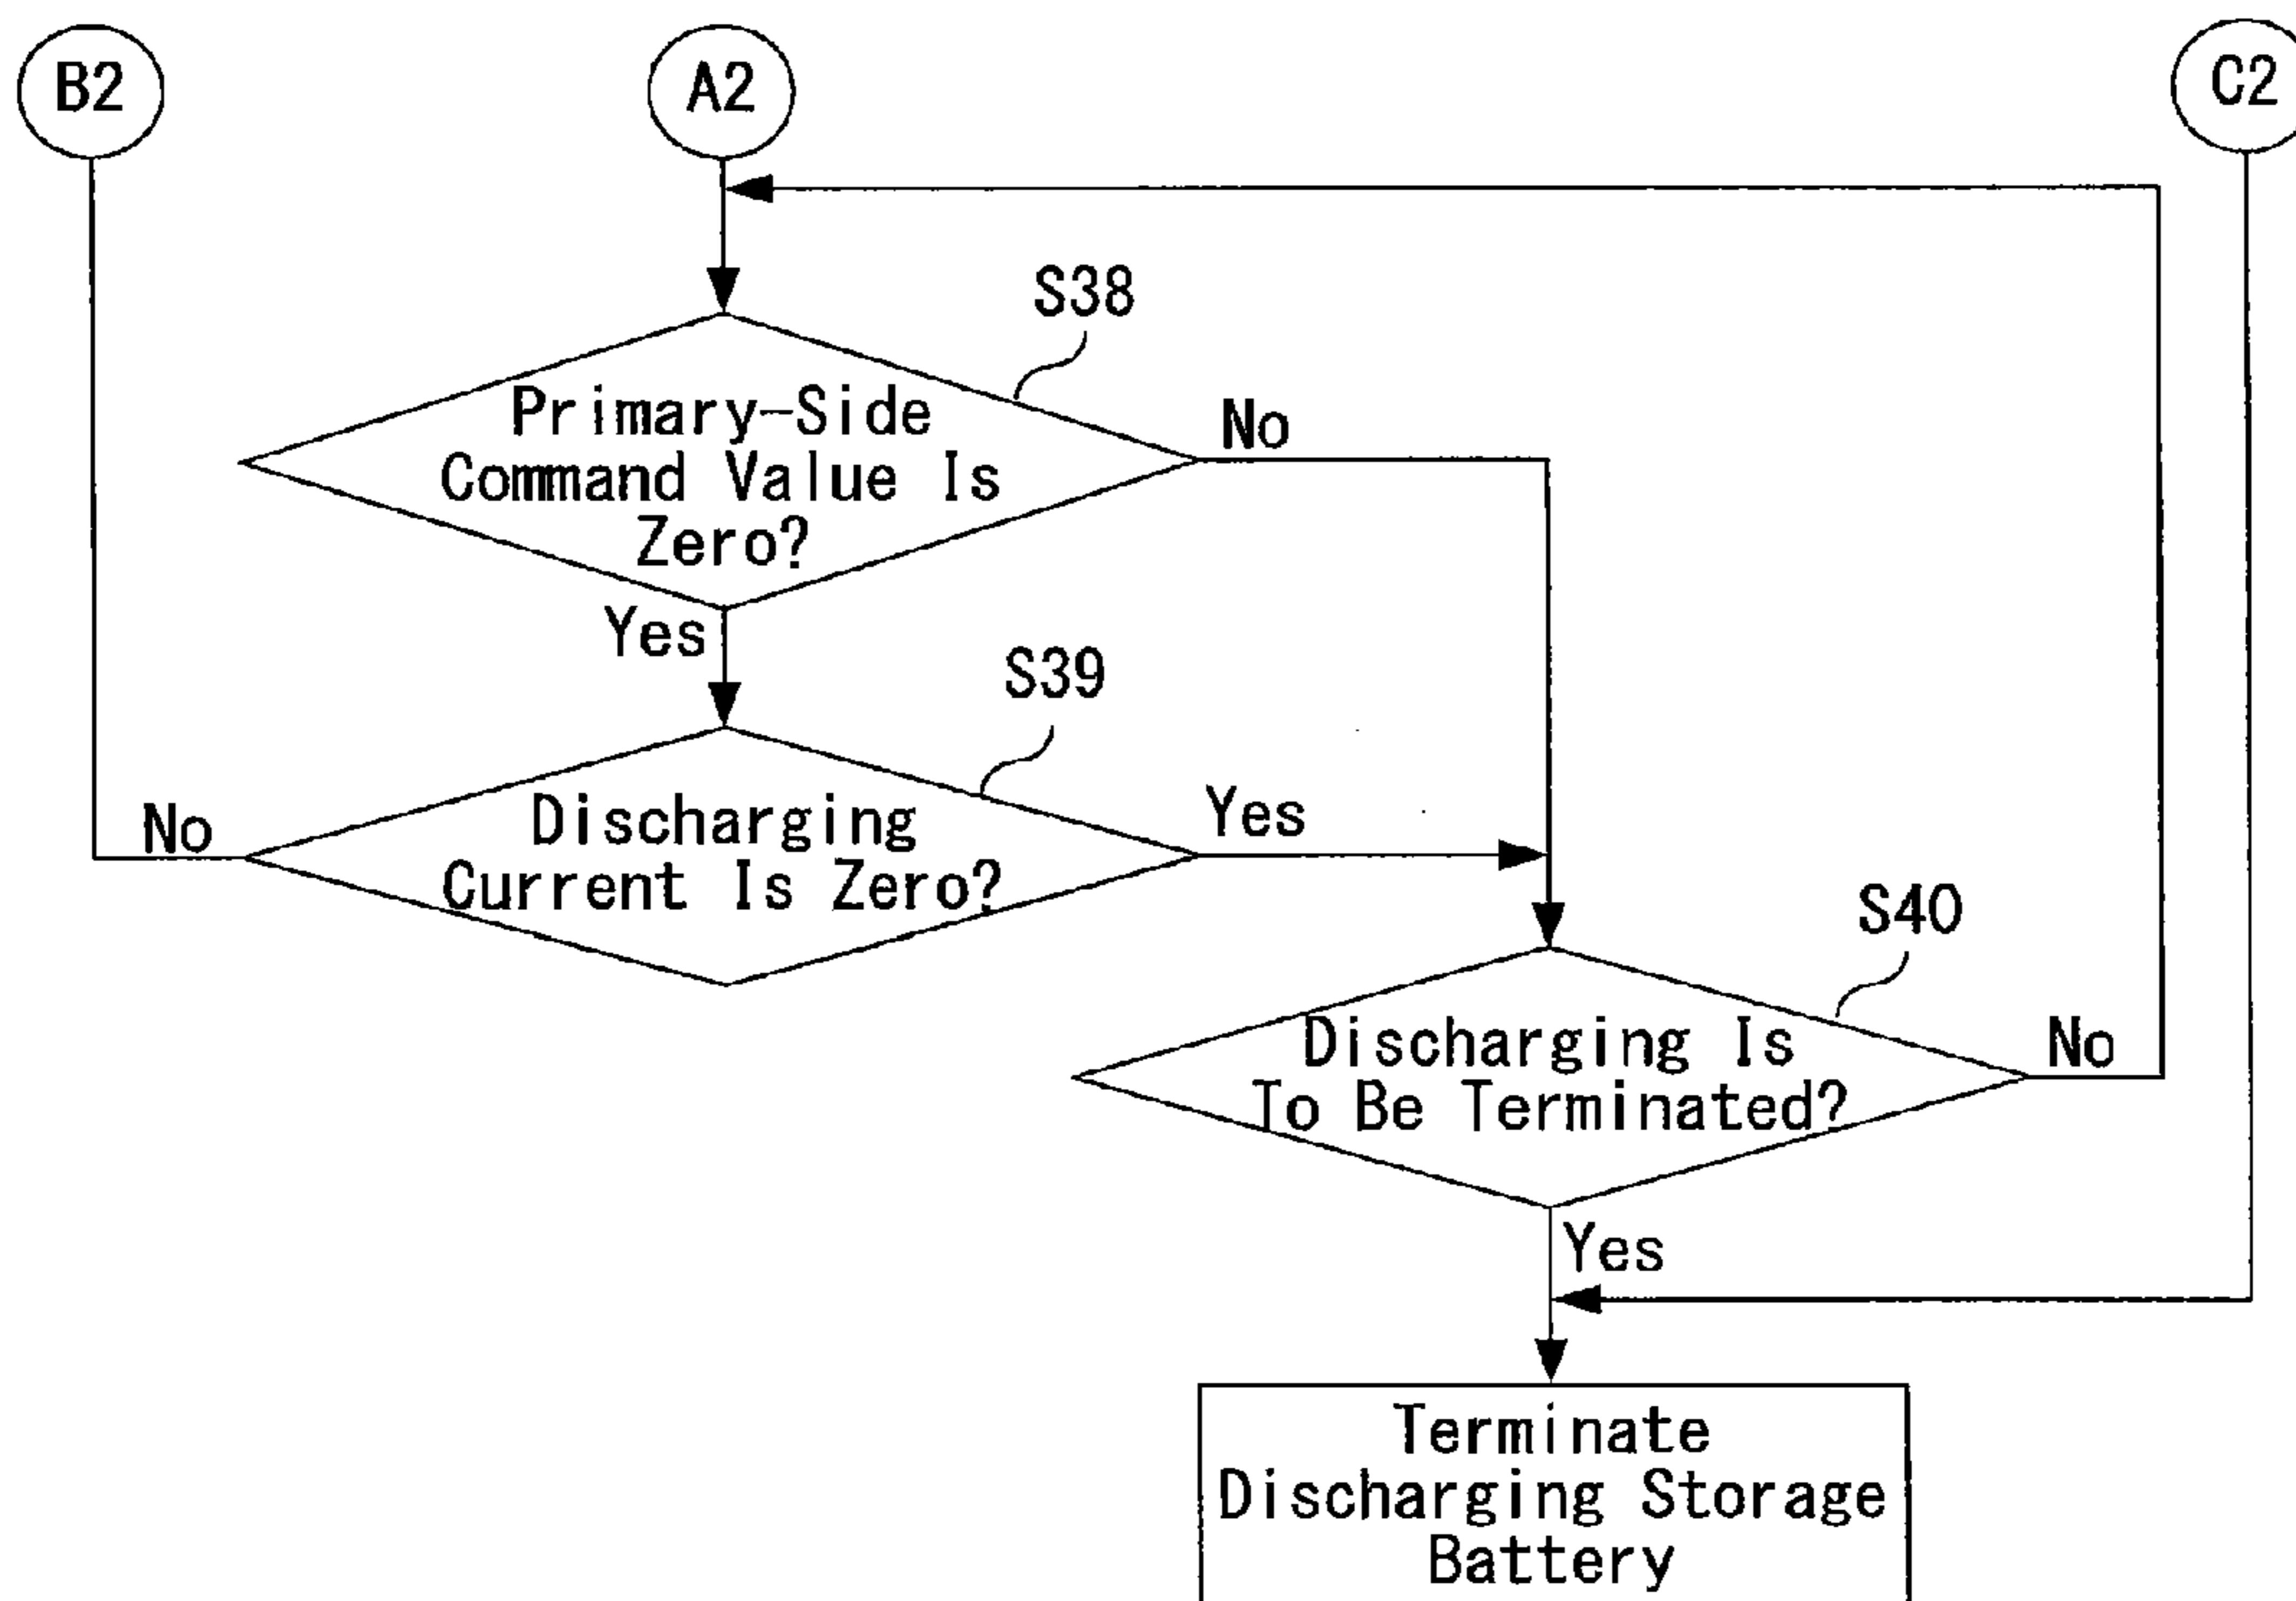 B2
A2
C2
S38
Primary-Side
Command Value Is
Zero?
No
Yes
S39
Discharging
Current Is Zero?
No
Yes
S40
Discharging Is
To Be Terminated?
No
Yes
Terminate
Discharging Storage
Battery